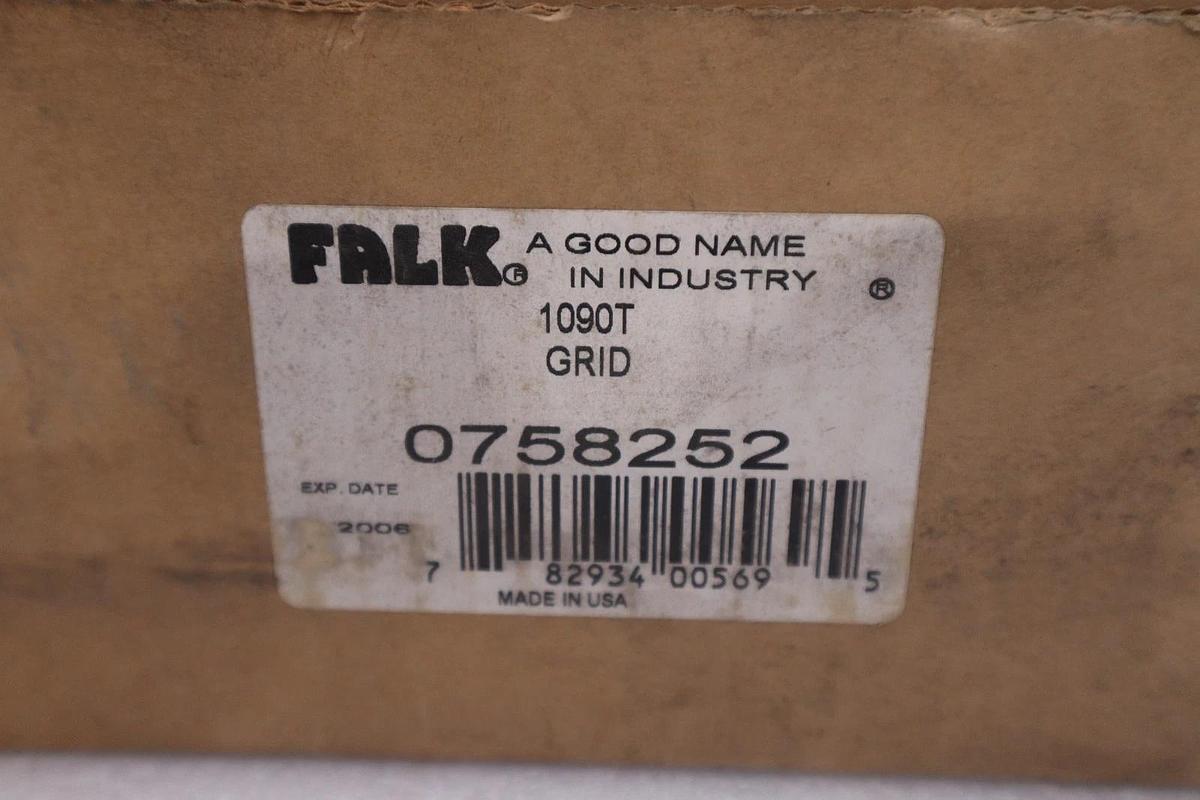 FALK® A GOOD NAME
IN INDUSTRY ®
1090T
GRID
0758252
EXP. DATE
2006
7 82934 00569 5
MADE IN USA